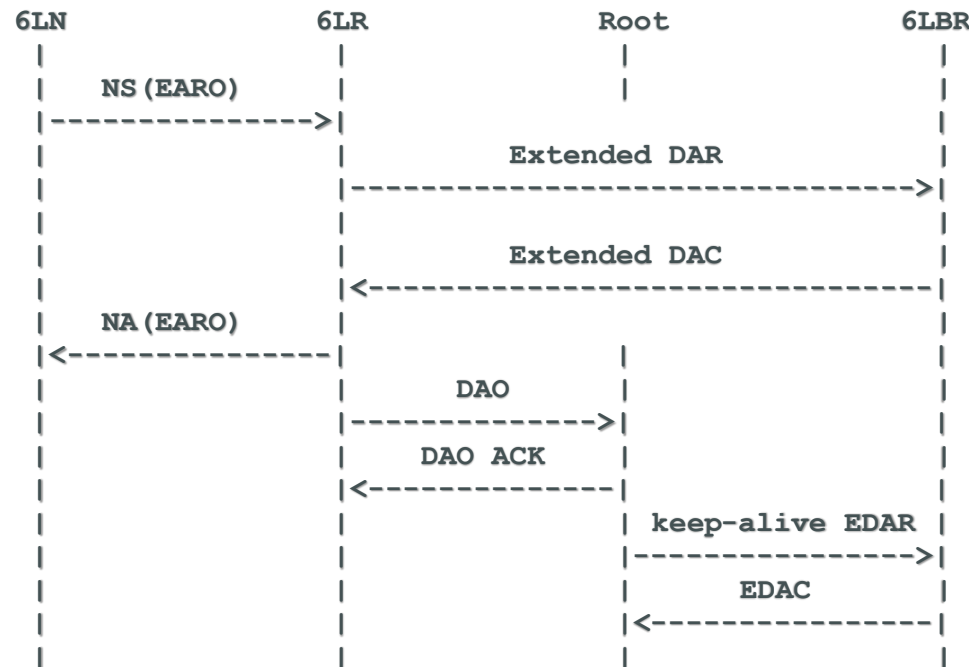 6LN 6LR Root 6LBR
NS(EARO)
Extended DAR
Extended DAC
NA(EARO)
DAO
DAO ACK
keep-alive EDAR
EDAC